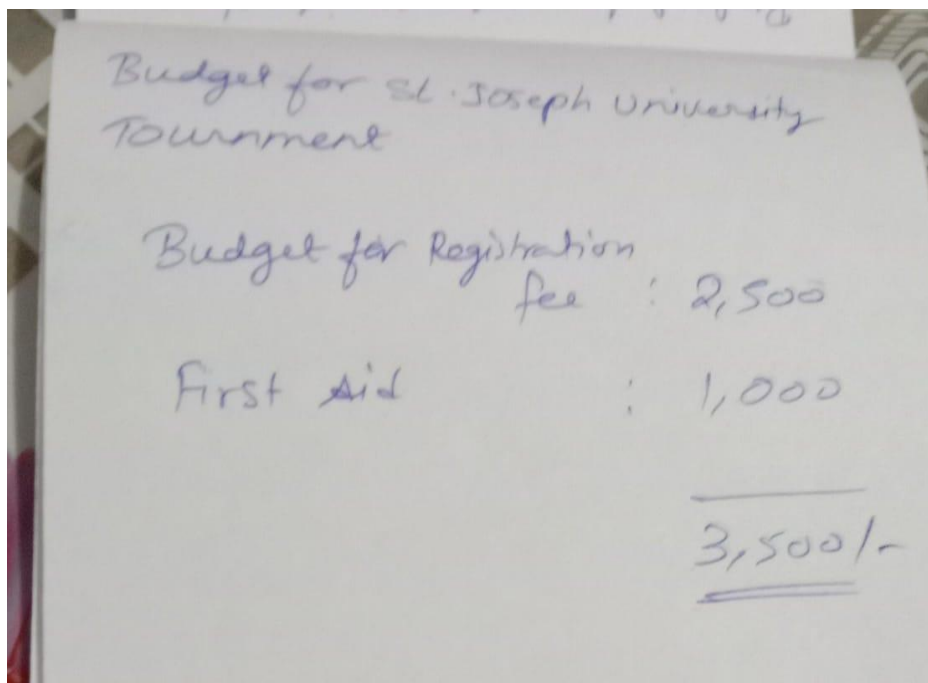 Budget for St. Joseph University
Tournment
Budget for Registration
fee : 2,500
First Aid : 1,000
3,500/-